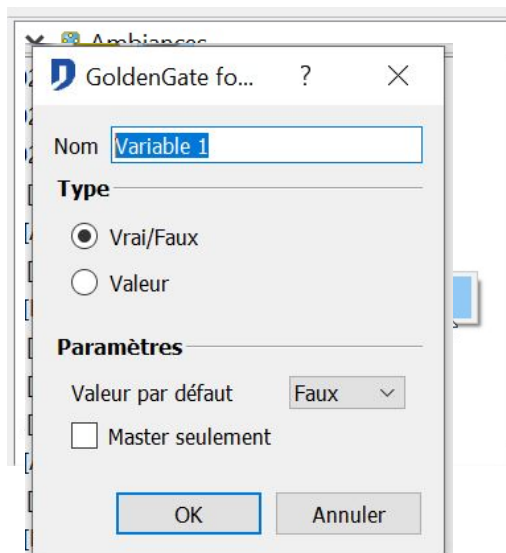 Ambiances
GoldenGate fo... ?
Nom Variable 1
Type
Vrai/Faux
Valeur
Paramètres
Valeur par défaut Faux
Master seulement
OK Annuler